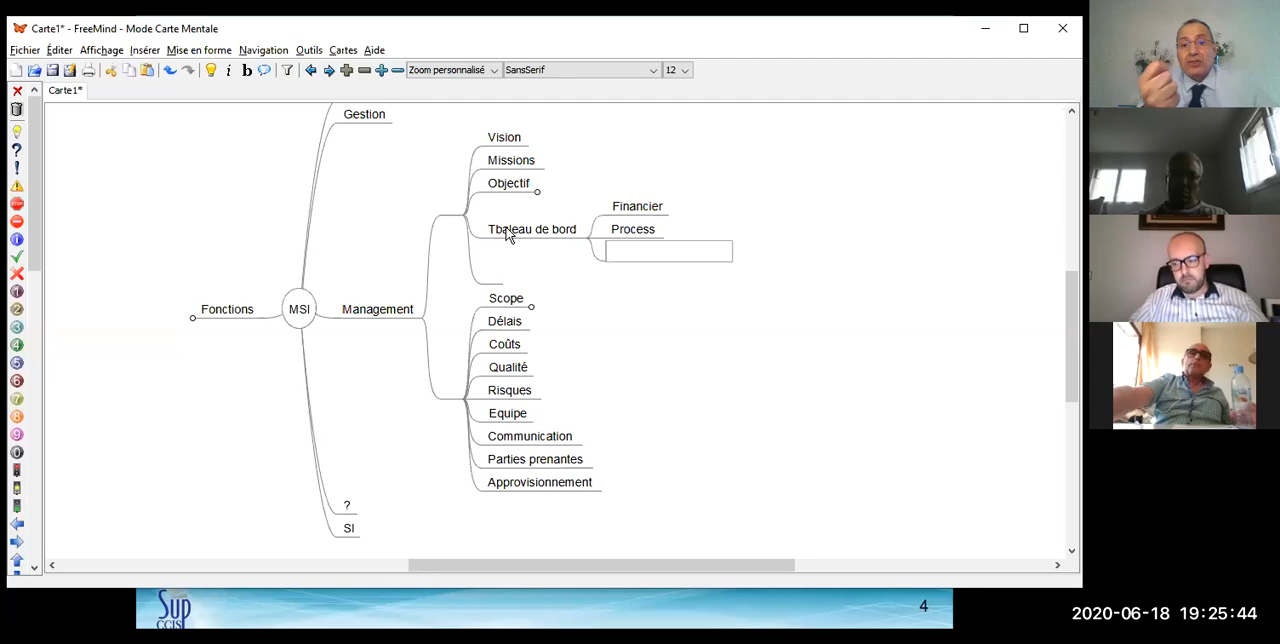 Carte1* - FreeMind - Mode Carte Mentale
Fichier Éditer Affichage Insérer Mise en forme Navigation Outils Cartes Aide
Zoom personnalisé SansSerif 12
Carte1*
Gestion
Vision
Missions
Objectif
Financier
Tbaleau de bord
Process
Scope
Fonctions
MSI
Management
Délais
Coûts
Qualité
Risques
Equipe
Communication
Parties prenantes
Approvisionnement
?
SI
Sup
CCIS
4
2020-06-18 19:25:44